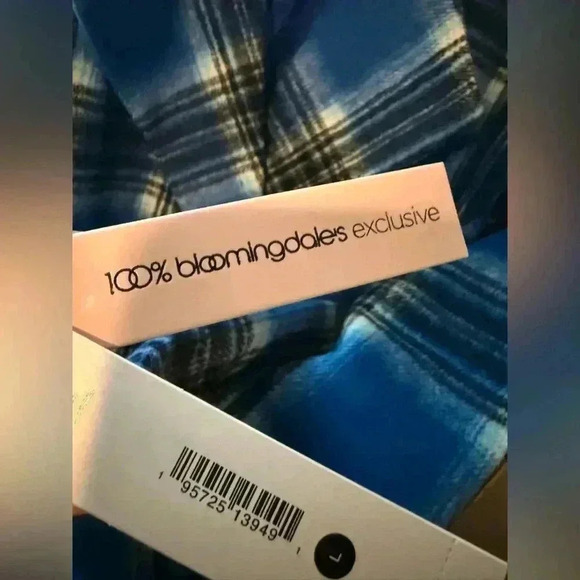 100% bloomingdale's exclusive
1 95725 13949 1
L